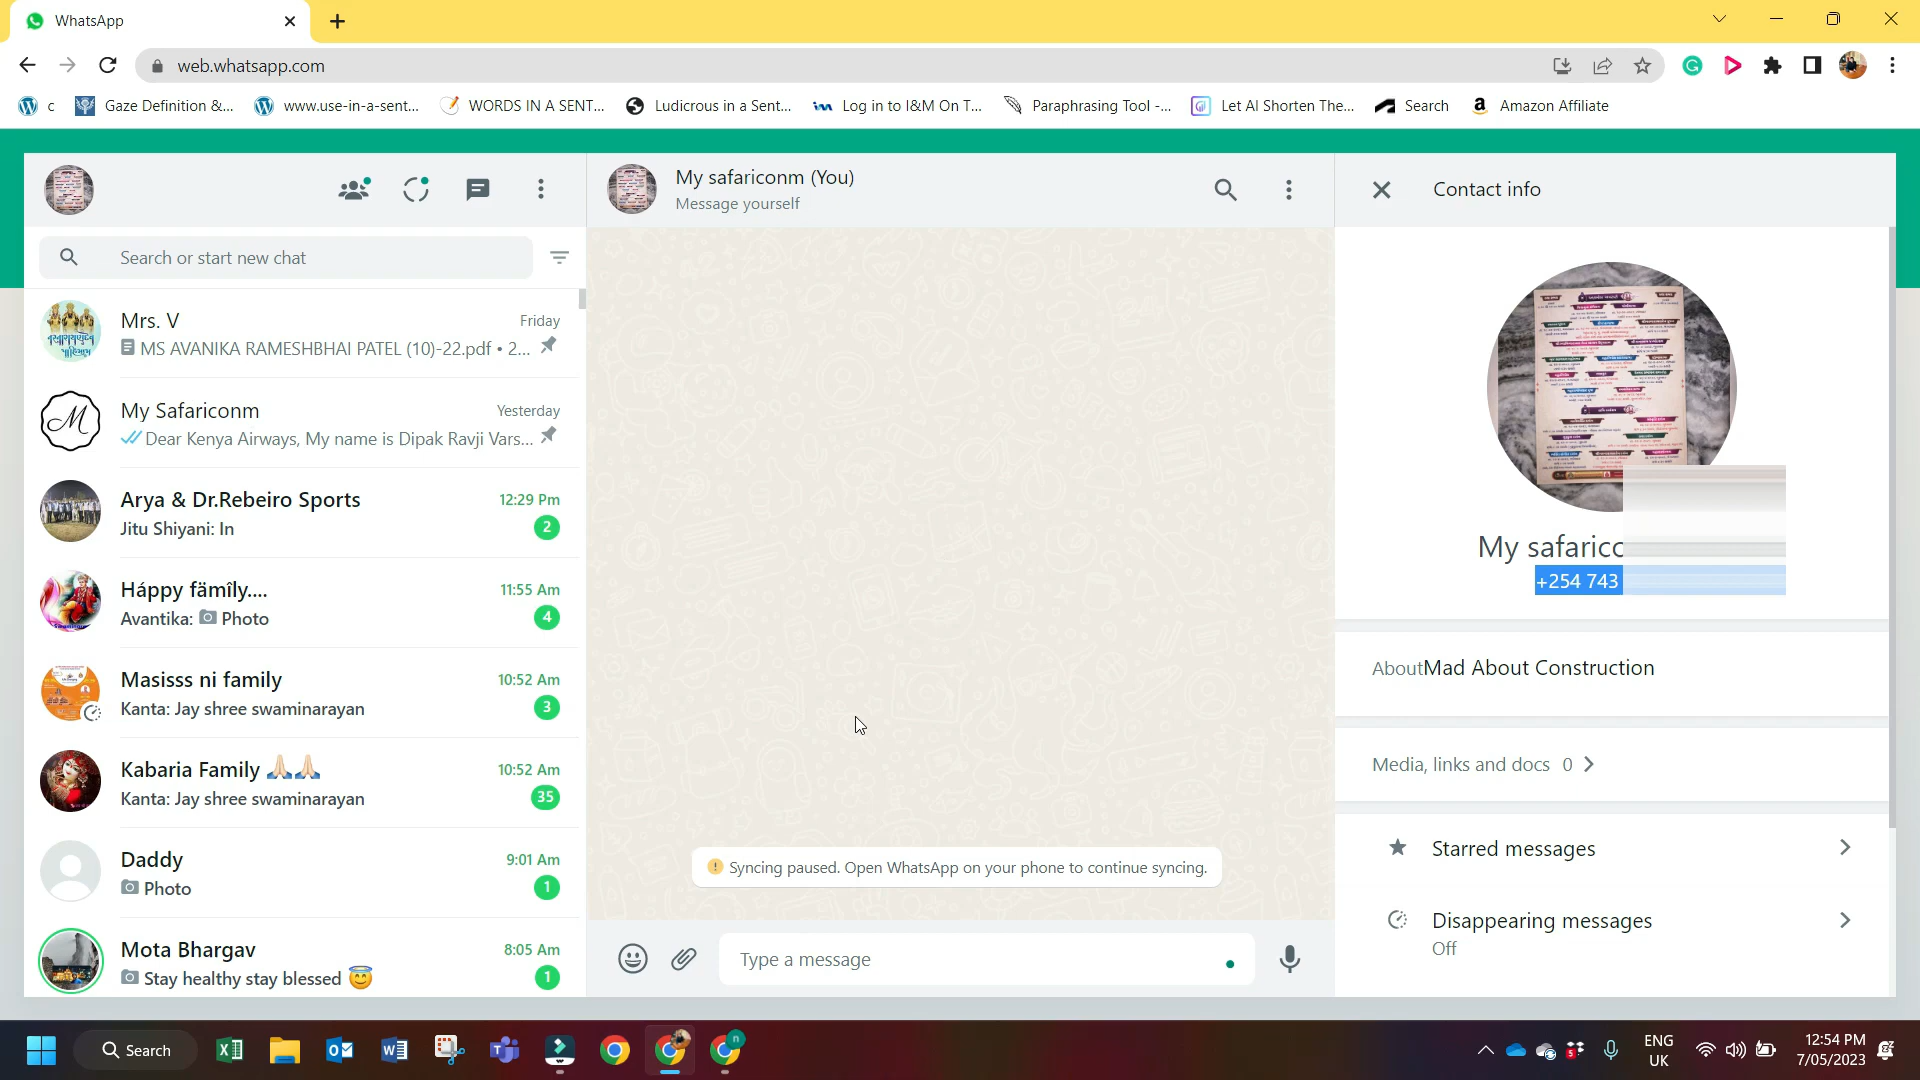 WhatsApp
web.whatsapp.com
c
Gaze Definition &...
www.use-in-a-sent...
WORDS IN A SENT...
Ludicrous in a Sent...
Log in to I&M On T...
Paraphrasing Tool -...
Let AI Shorten The...
Search
Amazon Affiliate
My safariconm (You)
Message yourself
Contact info
Search or start new chat
Mrs. V
Friday
MS AVANIKA RAMESHBHAI PATEL (10)-22.pdf • 2...
My Safariconm
Yesterday
Dear Kenya Airways, My name is Dipak Ravji Vars...
Arya & Dr.Rebeiro Sports
12:29 Pm
Jitu Shiyani: In
2
Háppy fämîly....
11:55 Am
Avantika: Photo
4
Masisss ni family
10:52 Am
Kanta: Jay shree swaminarayan
3
Kabaria Family 🙏🏻🙏🏻
10:52 Am
Kanta: Jay shree swaminarayan
35
Daddy
9:01 Am
Photo
1
Mota Bhargav
8:05 Am
Stay healthy stay blessed 😇
1
Syncing paused. Open WhatsApp on your phone to continue syncing.
Type a message
My safaric
+254 743
AboutMad About Construction
Media, links and docs 0
Starred messages
Disappearing messages
Off
Search
ENG
UK
12:54 PM
7/05/2023